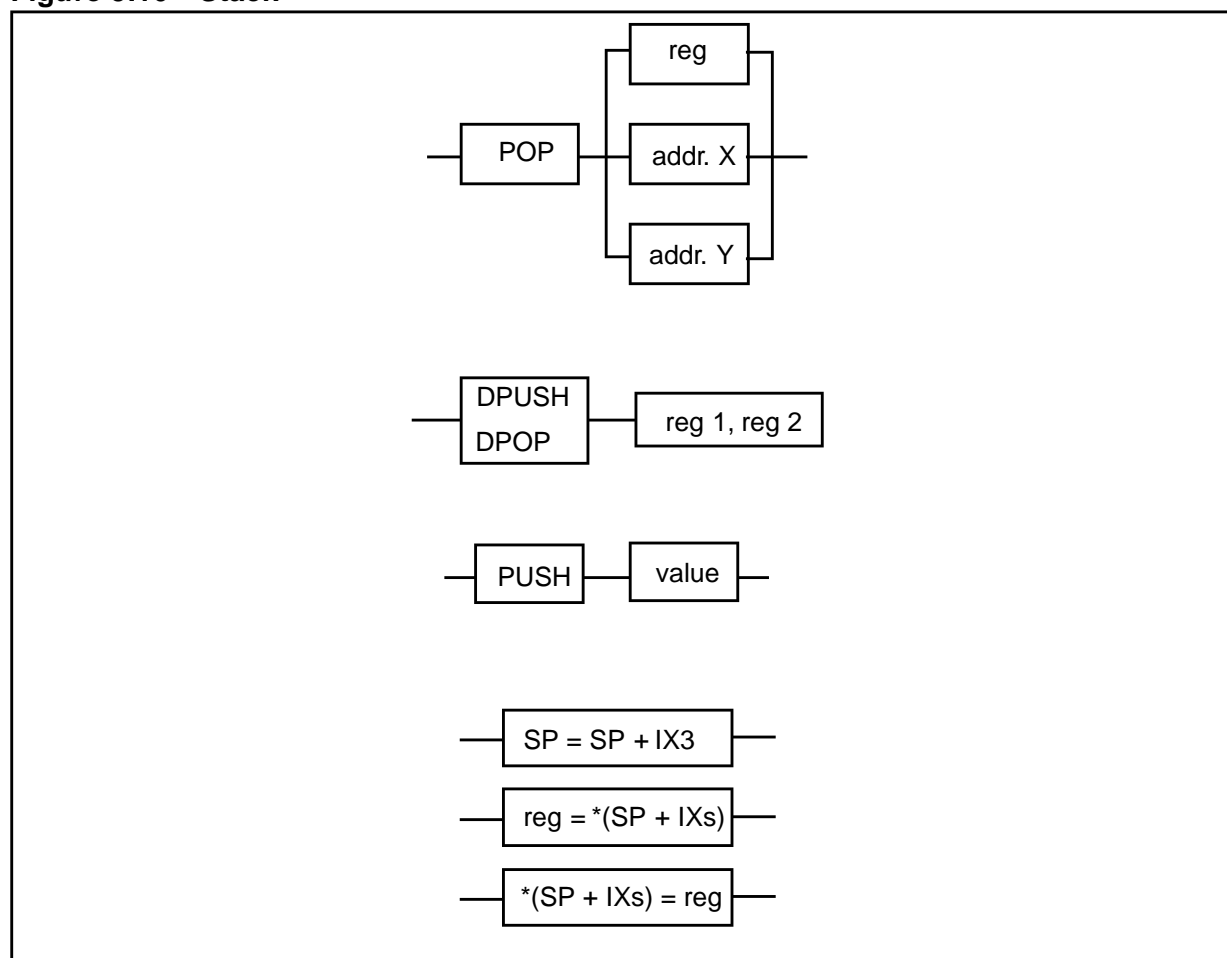 reg
POP
addr. X
addr. Y
DPUSH
DPOP
reg 1, reg 2
PUSH
value
SP = SP + IX3
reg = *(SP + IXs)
*(SP + IXs) = reg